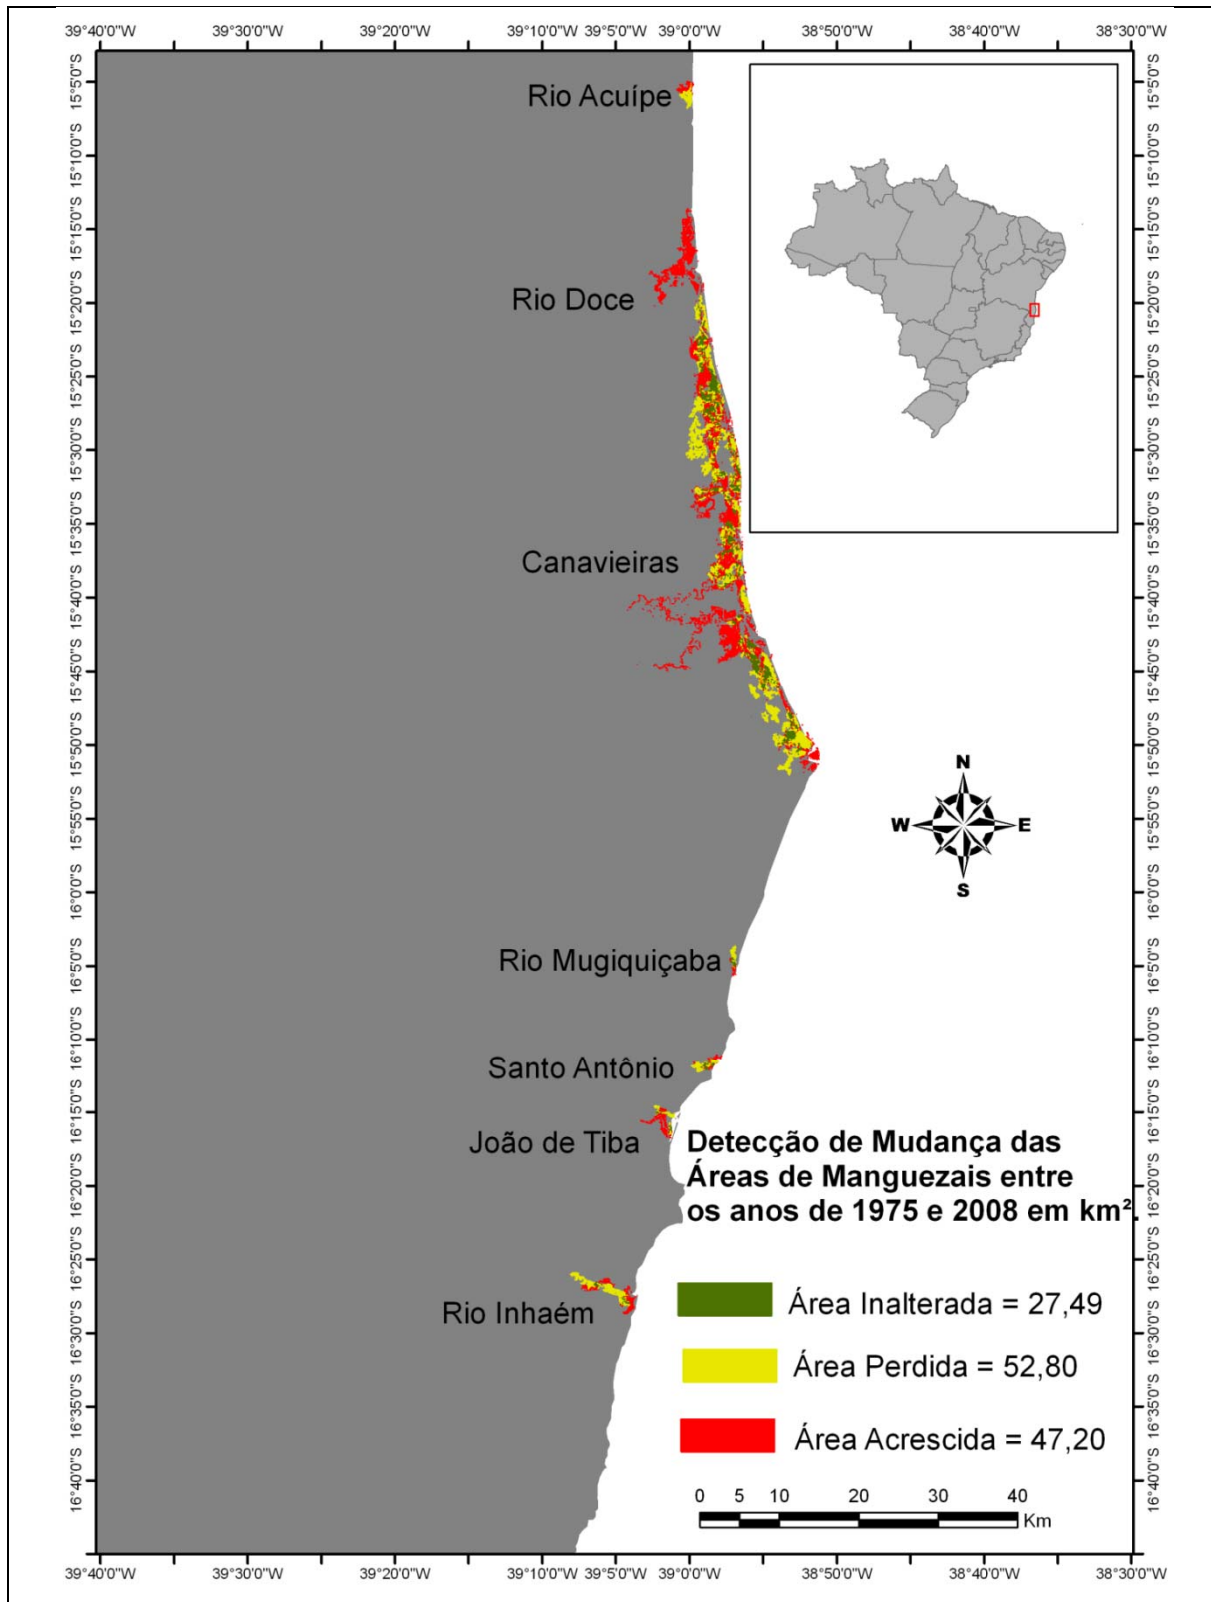 39°40'0"W 39°30'0"W 39°20'0"W 39°10'0"W 39°5'0"W 39°0'0"W 38°50'0"W 38°40'0"W 38°30'0"W
15°5'0"S
15°10'0"S
15°15'0"S
15°20'0"S
15°25'0"S
15°30'0"S
15°35'0"S
15°40'0"S
15°45'0"S
15°50'0"S
15°55'0"S
16°0'0"S
16°5'0"S
16°10'0"S
16°15'0"S
16°20'0"S
16°25'0"S
16°30'0"S
16°35'0"S
16°40'0"S
Rio Acuípe
Rio Doce
Canavieiras
N
W E
S
Rio Mugiquiçaba
Santo Antônio
João de Tiba
Rio Inhaém
Detecção de Mudança das
Áreas de Manguezais entre
os anos de 1975 e 2008 em km².
Área Inalterada = 27,49
Área Perdida = 52,80
Área Acrescida = 47,20
0 5 10 20 30 40
Km
15°5'0"S
15°10'0"S
15°15'0"S
15°20'0"S
15°25'0"S
15°30'0"S
15°35'0"S
15°40'0"S
15°45'0"S
15°50'0"S
15°55'0"S
16°0'0"S
16°5'0"S
16°10'0"S
16°15'0"S
16°20'0"S
16°25'0"S
16°30'0"S
16°35'0"S
16°40'0"S
39°40'0"W 39°30'0"W 39°20'0"W 39°10'0"W 39°5'0"W 39°0'0"W 38°50'0"W 38°40'0"W 38°30'0"W